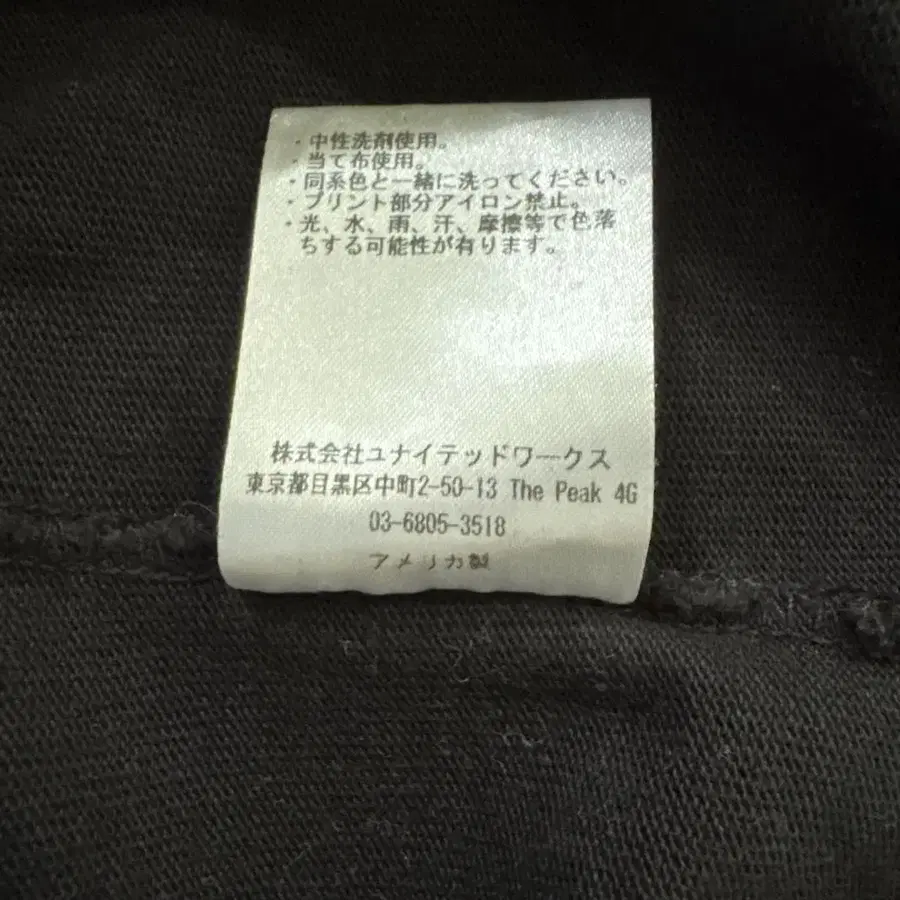 ・中性洗剤使用。
・当て布使用。
・同系色と一緒に洗ってください。
・プリント部分アイロン禁止。
・光、水、雨、汗、摩擦等で色落
ちする可能性が有ります。
株式会社ユナイテッドワークス
東京都目黒区中町2-50-13 The Peak 4G
03-6805-3518
アメリカ製